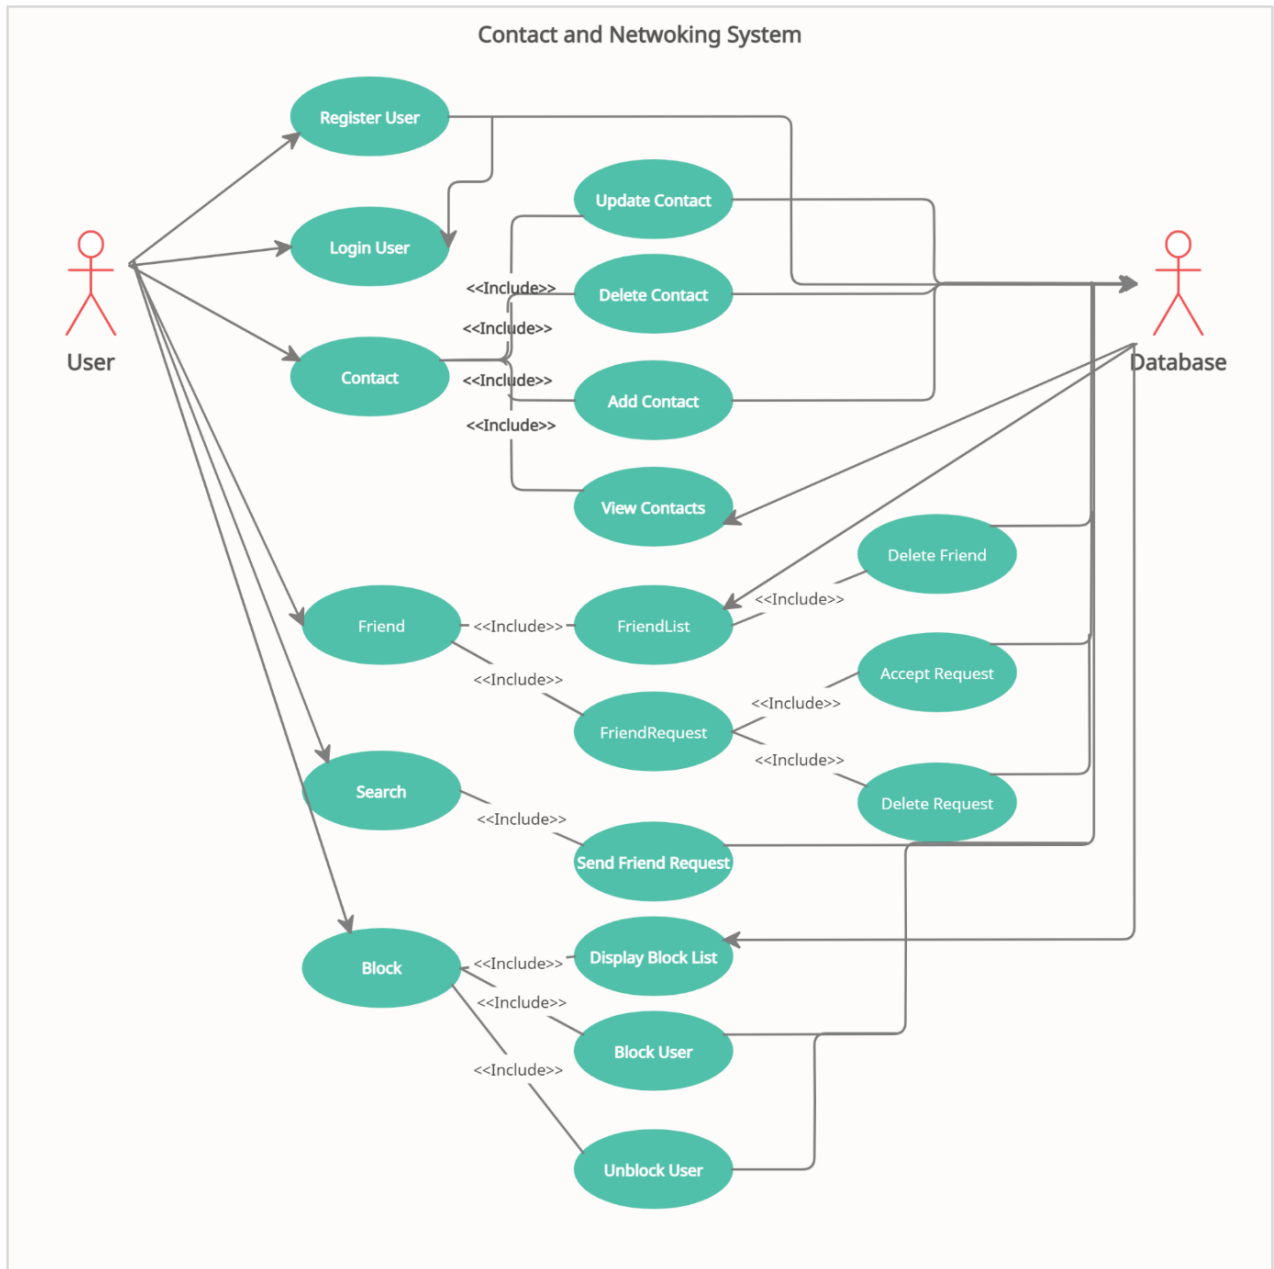 Contact and Netwoking System
Register User
Login User
Contact
Update Contact
<<Include>>
Delete Contact
<<Include>>
<<Include>>
Add Contact
<<Include>>
View Contacts
User
Database
Friend
<<Include>>
FriendList
<<Include>>
Delete Friend
<<Include>>
FriendRequest
<<Include>>
Accept Request
<<Include>>
Delete Request
Search
<<Include>>
Send Friend Request
Block
<<Include>>
Display Block List
<<Include>>
Block User
<<Include>>
Unblock User